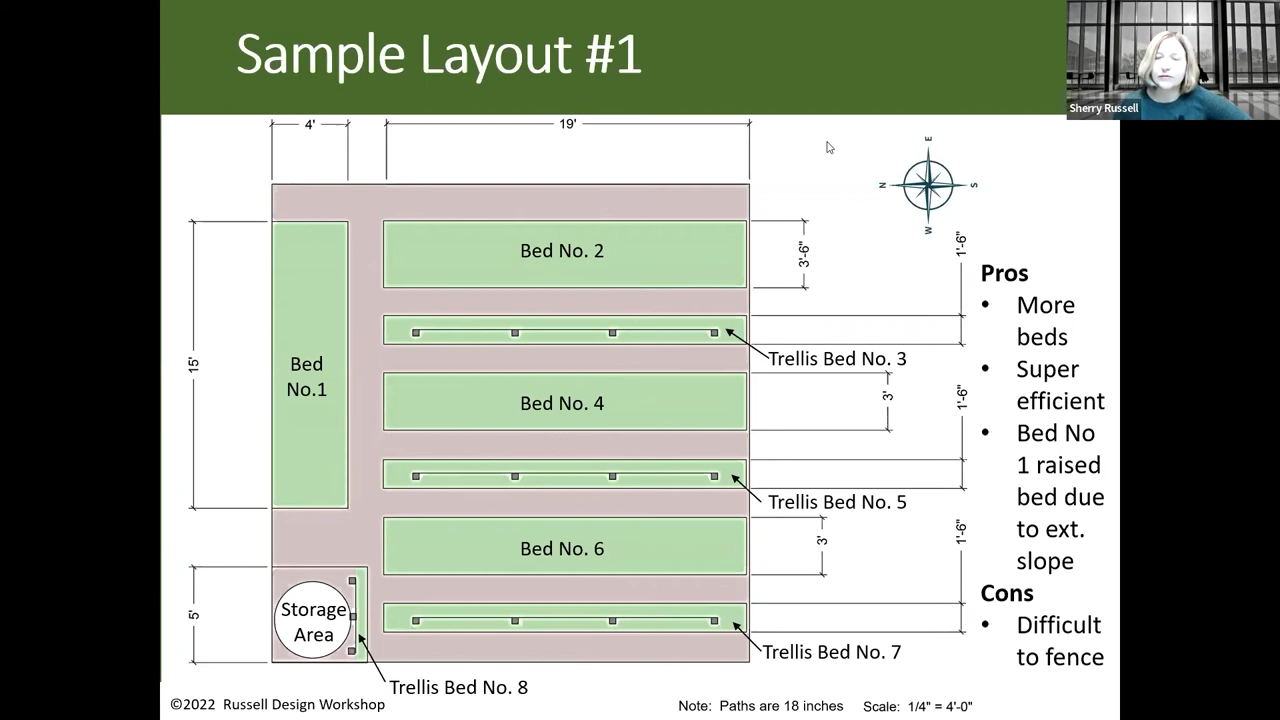 Sample Layout #1
Sherry Russell
4'
19'
E
N
S
W
Bed No. 2
3'-6"
1'-6"
Pros
• More
beds
• Super
efficient
• Bed No
1 raised
bed due
to ext.
slope
Cons
• Difficult
to fence
15'
Bed
No.1
Trellis Bed No. 3
Bed No. 4
3'
1'-6"
Trellis Bed No. 5
Bed No. 6
3'
1'-6"
5'
Storage
Area
Trellis Bed No. 7
Trellis Bed No. 8
©2022 Russell Design Workshop
Note: Paths are 18 inches
Scale: 1/4" = 4'-0"